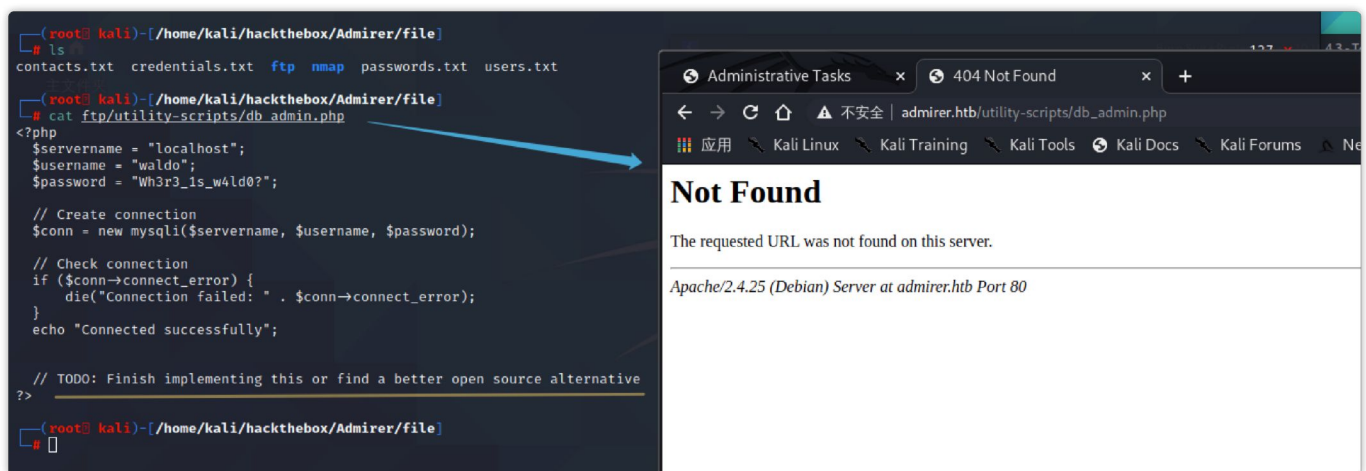 ┌──(root㉿ kali)-[/home/kali/hackthebox/Admirer/file]
└─# ls
contacts.txt  credentials.txt  ftp  nmap  passwords.txt  users.txt
┌──(root㉿ kali)-[/home/kali/hackthebox/Admirer/file]
└─# cat ftp/utility-scripts/db_admin.php
<?php
  $servername = "localhost";
  $username = "waldo";
  $password = "Wh3r3_1s_w4ld0?";
  // Create connection
  $conn = new mysqli($servername, $username, $password);
  // Check connection
  if ($conn→connect_error) {
      die("Connection failed: " . $conn→connect_error);
  }
  echo "Connected successfully";
  // TODO: Finish implementing this or find a better open source alternative
?>
┌──(root㉿ kali)-[/home/kali/hackthebox/Admirer/file]
└─#
Administrative Tasks × 404 Not Found × +
不安全 | admirer.htb/utility-scripts/db_admin.php
应用 Kali Linux Kali Training Kali Tools Kali Docs Kali Forums Ne
Not Found
The requested URL was not found on this server.
Apache/2.4.25 (Debian) Server at admirer.htb Port 80